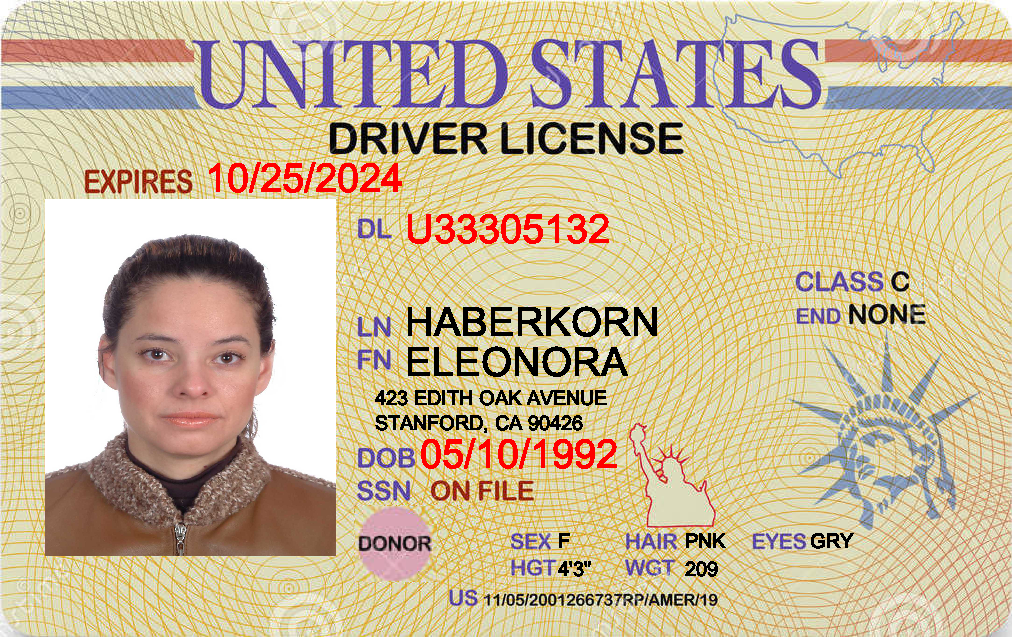 UNITED STATES
DRIVER LICENSE
EXPIRES 10/25/2024
DL U33305132
CLASS C
END NONE
LN HABERKORN
FN ELEONORA
423 EDITH OAK AVENUE
STANFORD, CA 90426
DOB 05/10/1992
SSN ON FILE
DONOR
SEX F HAIR PNK EYES GRY
HGT 4'3" WGT 209
US 11/05/2001266737RP/AMER/19